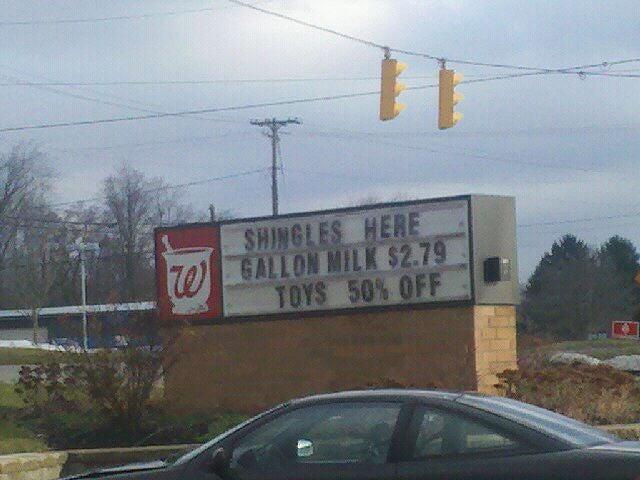 W
SHINGLES HERE
GALLON MILK $2.79
TOYS 50% OFF